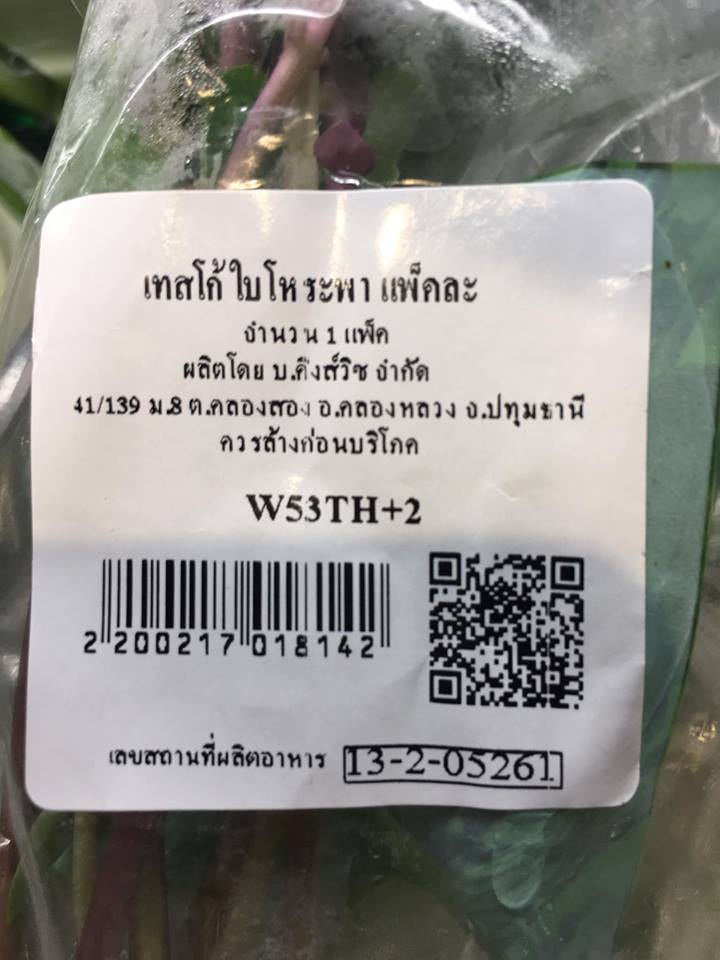 เทสโก้ ใบโหระพา แพ็คละ
จำนวน 1 แพ็ค
ผลิตโดย บ.คิงส์วิช จำกัด
41/139 ม.8 ต.คลองสอง อ.คลองหลวง จ.ปทุมธานี
ควรล้างก่อนบริโภค
W53TH+2
2 200217 018142
เลขสถานที่ผลิตอาหาร 13-2-05261